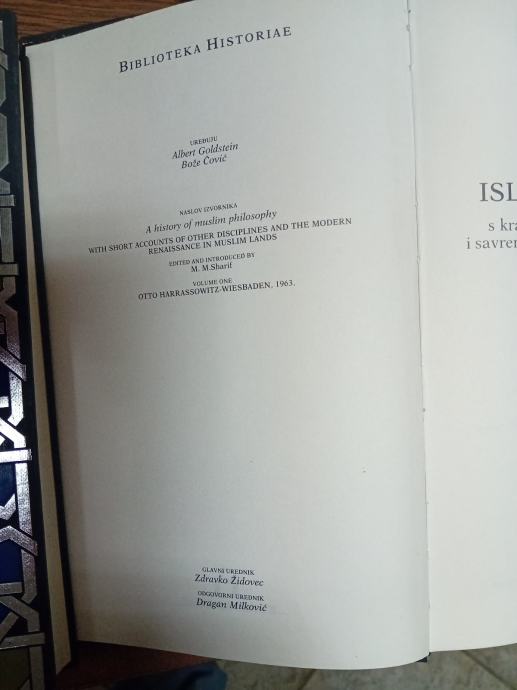 BIBLIOTEKA HISTORIAE
UREĐUJU
Albert Goldstein
Bože Čović
NASLOV IZVORNIKA
A history of muslim philosophy
WITH SHORT ACCOUNTS OF OTHER DISCIPLINES AND THE MODERN
RENAISSANCE IN MUSLIM LANDS
EDITED AND INTRODUCED BY
M. M.Sharif
VOLUME ONE
OTTO HARRASSOWITZ-WIESBADEN, 1963.
GLAVNI UREDNIK
Zdravko Židovec
ODGOVORNI UREDNIK
Dragan Milković
ISL
s kra
i savren